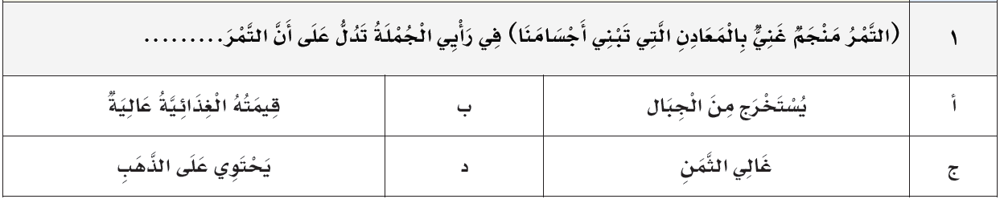 ١ (التَّمْرُ مَنْجَمٌ غَنِيٌّ بِالْمَعَادِنِ الَّتِي تَبْنِي أَجْسَامَنَا) فِي رَأْيِي الْجُمْلَةُ تَدُلُّ عَلَى أَنَّ التَّمْرَ.........
أ يُسْتَخْرَج مِنَ الْجِبَال ب قِيمَتُهُ الْغِذَائِيَّةُ عَالِيَةٌ
ج غَالِي الثَّمَنِ د يَحْتَوِي عَلَى الذَّهَبِ